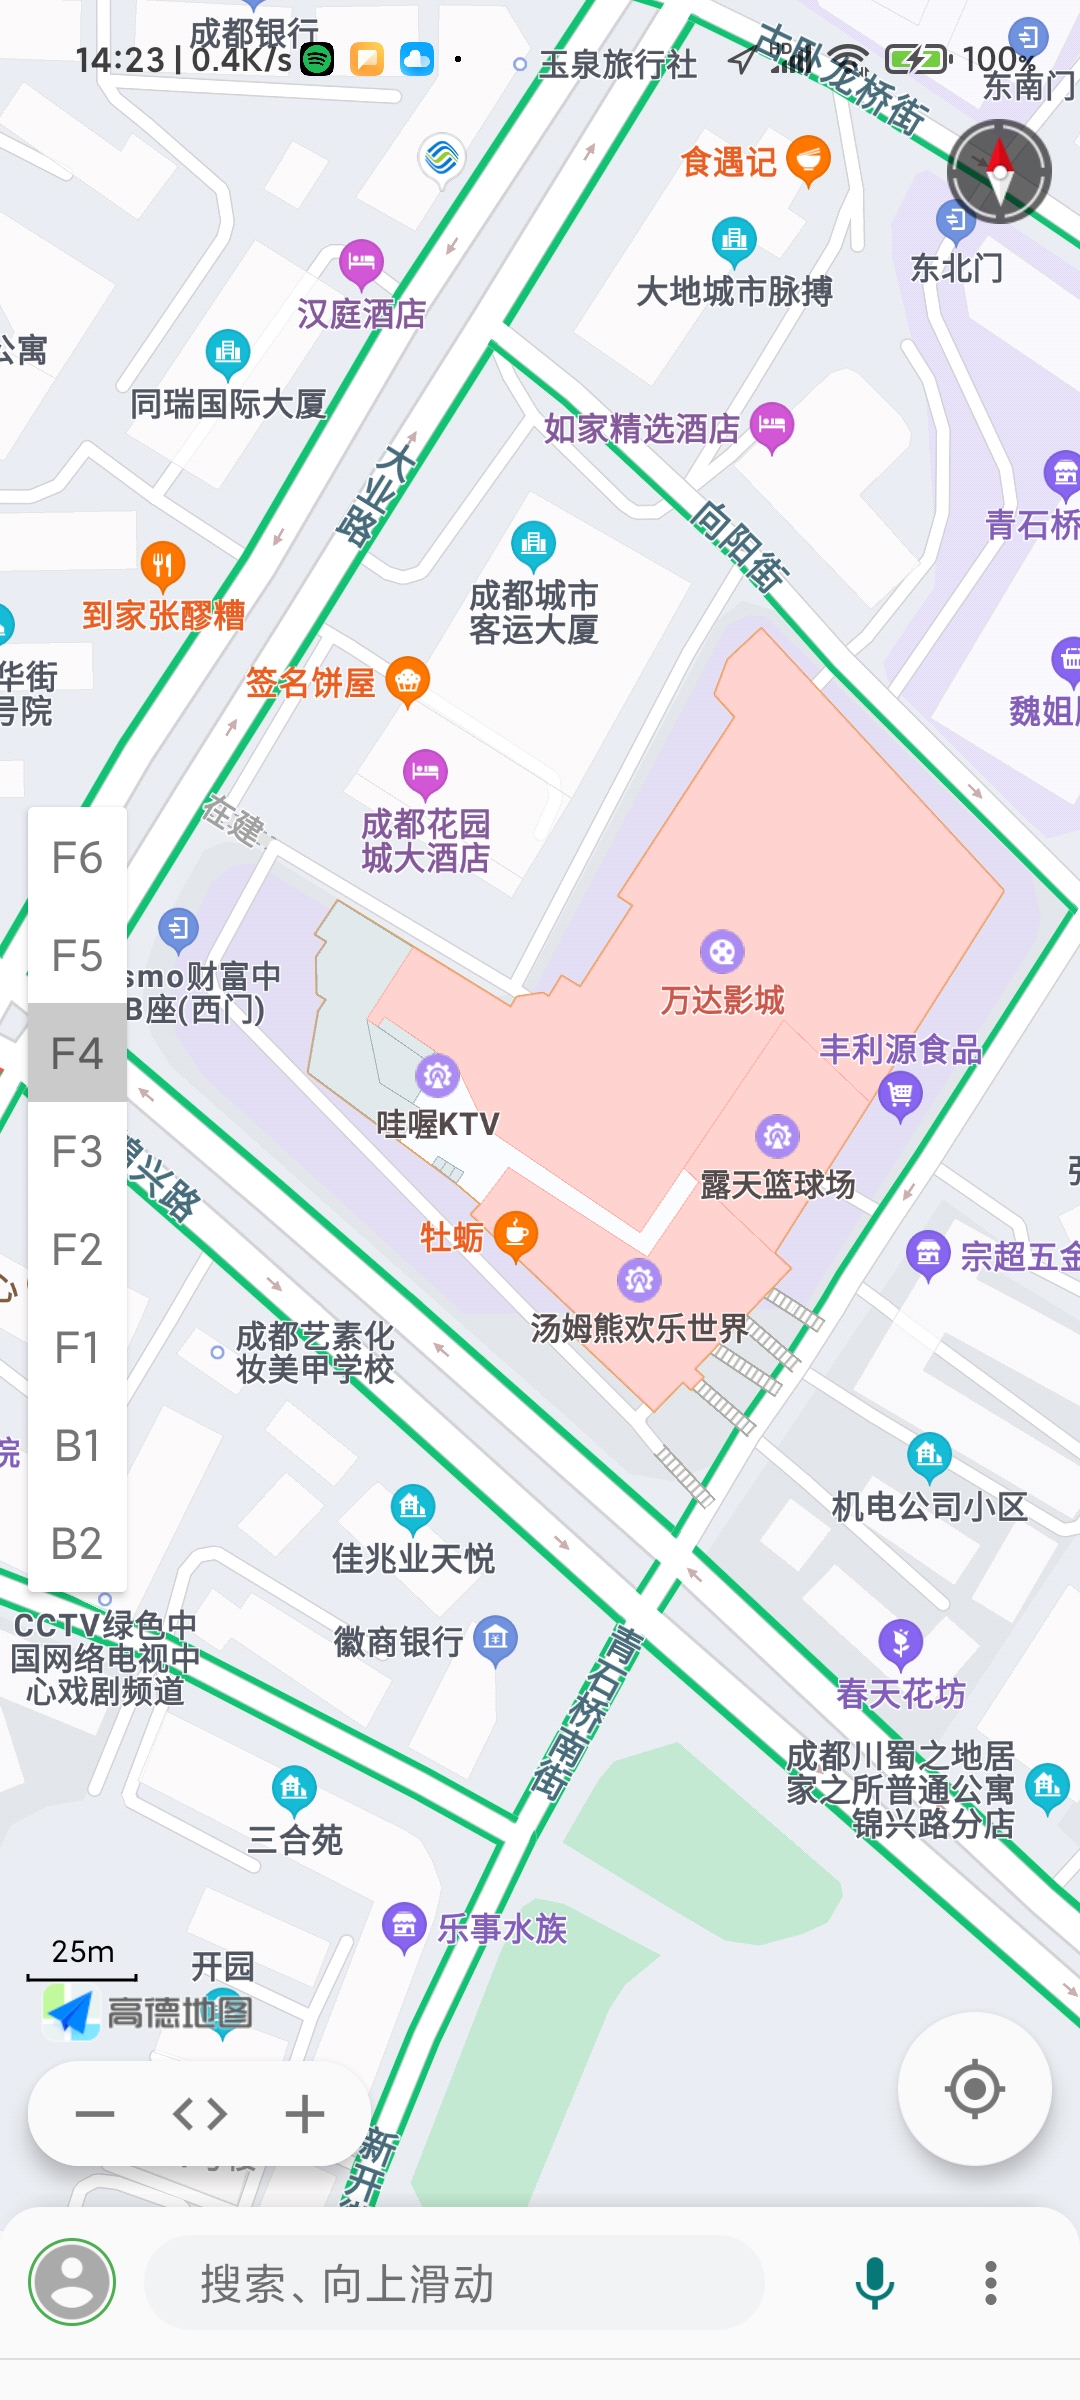 成都银行
14:23 | 0.4K/s
玉泉旅行社
HD
100%
古卧龙桥街
东南门
食遇记
东北门
大地城市脉搏
汉庭酒店
公寓
同瑞国际大厦
如家精选酒店
大业路
向阳街
青石桥
成都城市
客运大厦
到家张醪糟
华街
号院
签名饼屋
魏姐
成都花园
城大酒店
在建
F6
F5
F4
F3
F2
F1
B1
B2
smo财富中
B座(西门)
万达影城
丰利源食品
哇喔KTV
露天篮球场
锦兴路
牡蛎
宗超五金
汤姆熊欢乐世界
心
成都艺素化
妆美甲学校
院
机电公司小区
佳兆业天悦
CCTV绿色中
国网络电视中
心戏剧频道
徽商银行
青石桥南街
春天花坊
成都川蜀之地居
家之所普通公寓
锦兴路分店
三合苑
乐事水族
25m
开园
高德地图
新开街
搜索、向上滑动